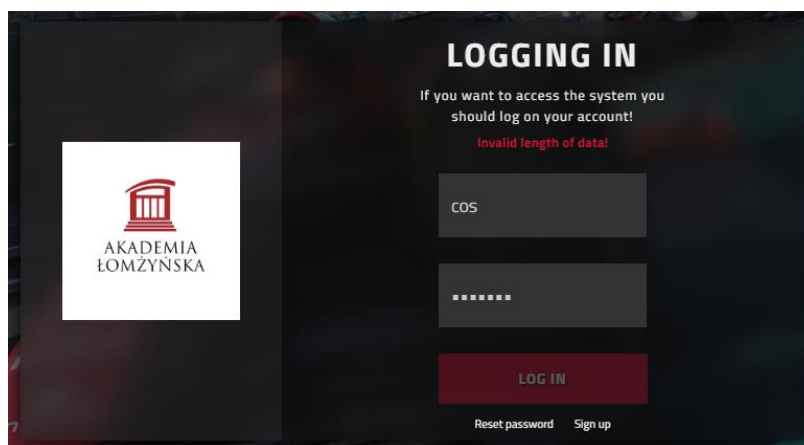 LOGGING IN
If you want to access the system you
should log on your account!
Invalid length of data!
cos
AKADEMIA
ŁOMŻYŃSKA
LOG IN
Reset password Sign up